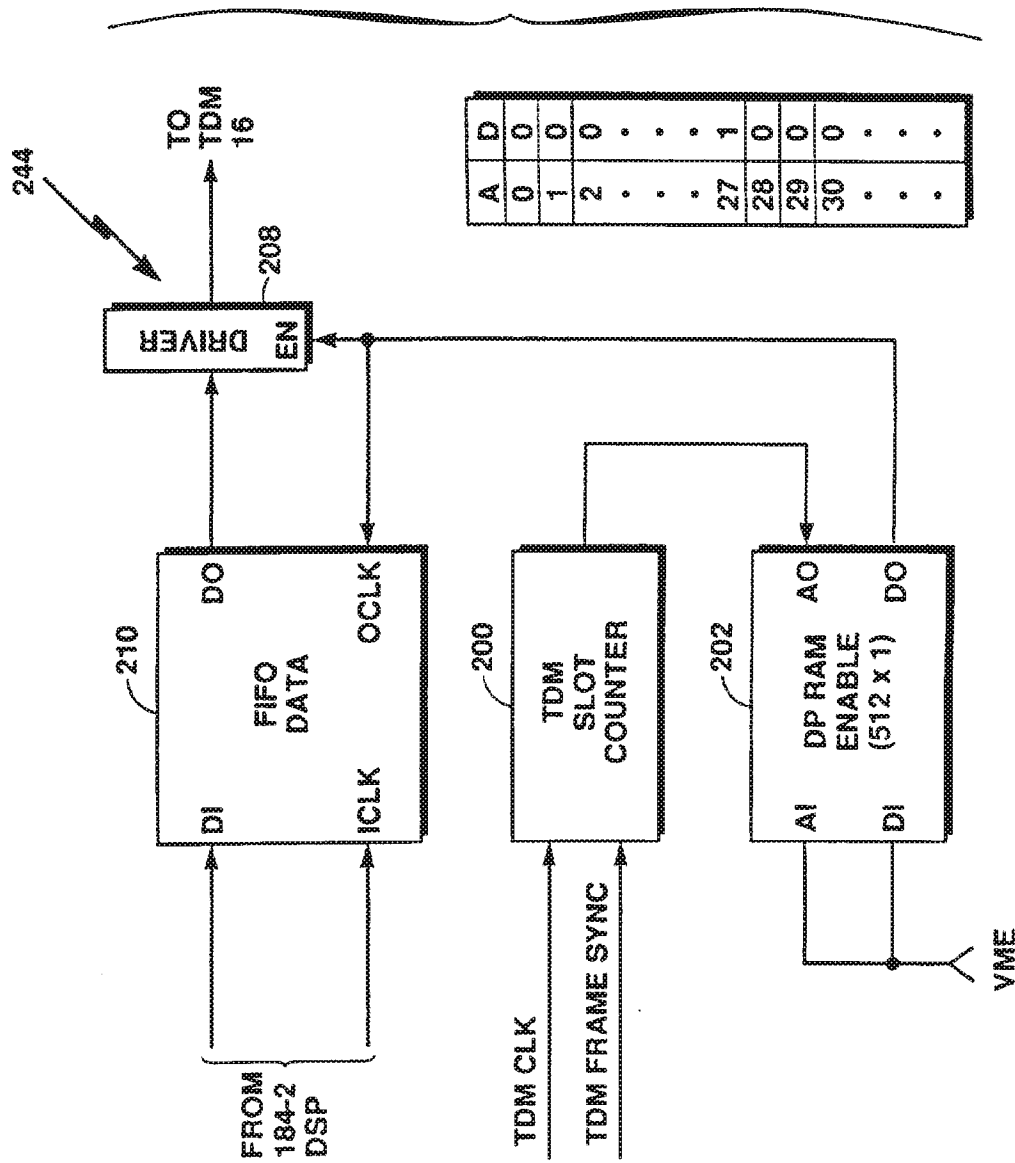 244
TO
TDM
16
DRIVER
EN
208
210
DI
DO
FIFO
DATA
ICLK
OCLK
FROM
184-2
DSP
200
TDM
SLOT
COUNTER
TDM CLK
TDM FRAME SYNC
202
AI
AO
DP RAM
ENABLE
(512 x 1)
DI
DO
VME
A D
0 0
1 0
2 0
. .
. .
. .
27 1
28 0
29 0
30 0
. .
. .
. .